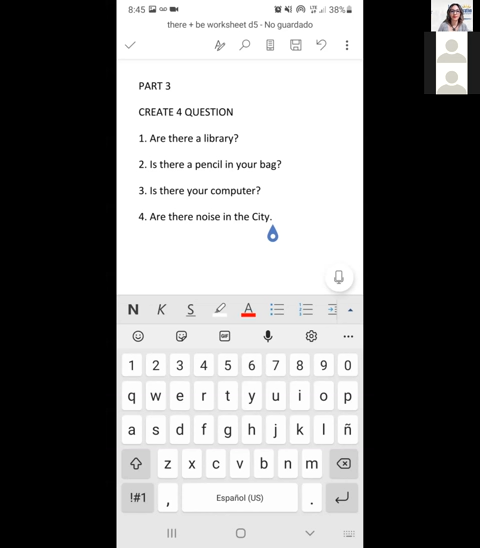 8:45 38%
there + be worksheet d5 - No guardado
PART 3
CREATE 4 QUESTION
1. Are there a library?
2. Is there a pencil in your bag?
3. Is there your computer?
4. Are there noise in the City.
N K S A
GIF
1 2 3 4 5 6 7 8 9 0
q w e r t y u i o p
a s d f g h j k l ñ
z x c v b n m
!#1 , Español (US) .